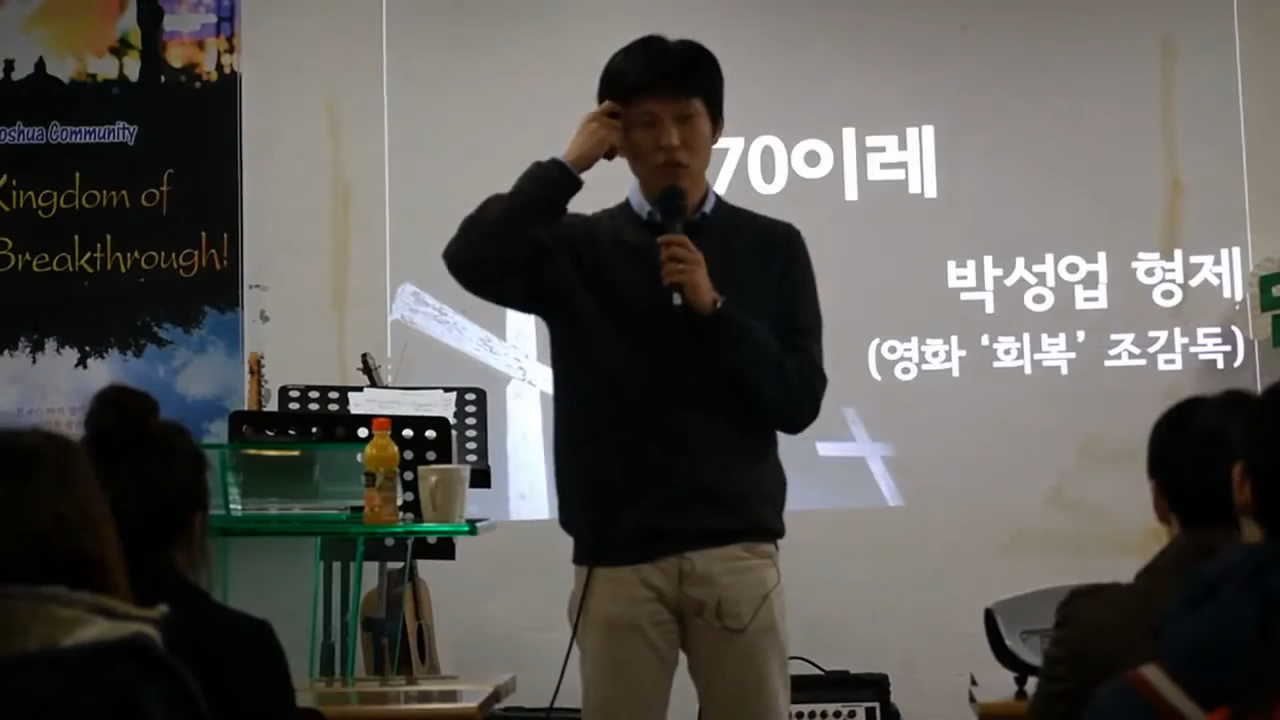 oshua Community
Kingdom of
Breakthrough!
70이레
박성업 형제
(영화 ‘회복’ 조감독)